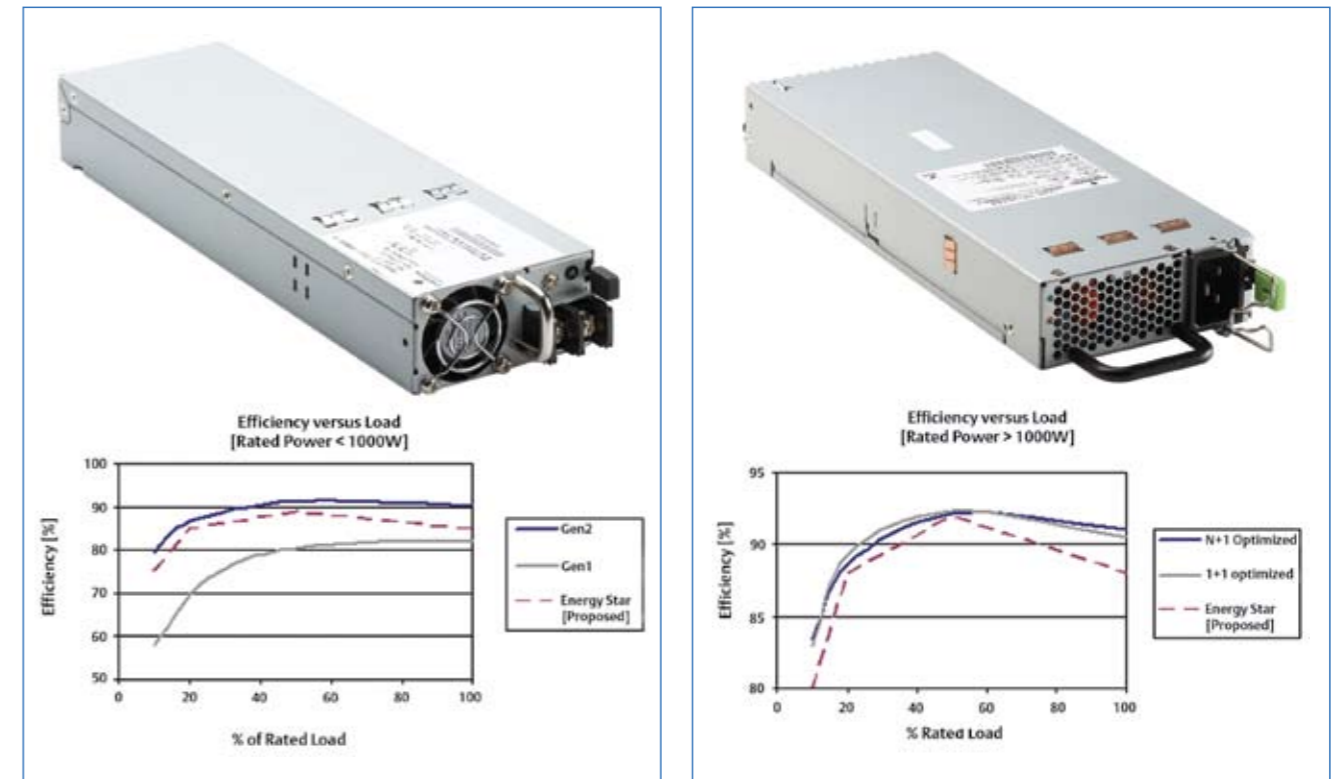 Efficiency versus Load
[Rated Power < 1000W]
100
90
80
70
60
50
Efficiency [%]
0 20 40 60 80 100
% of Rated Load
Gen2
Gen1
Energy Star
[Proposed]
Efficiency versus Load
[Rated Power > 1000W]
95
90
85
80
Efficiency [%]
0 20 40 60 80 100
% Rated Load
N+1 Optimized
1+1 optimized
Energy Star
[Proposed]